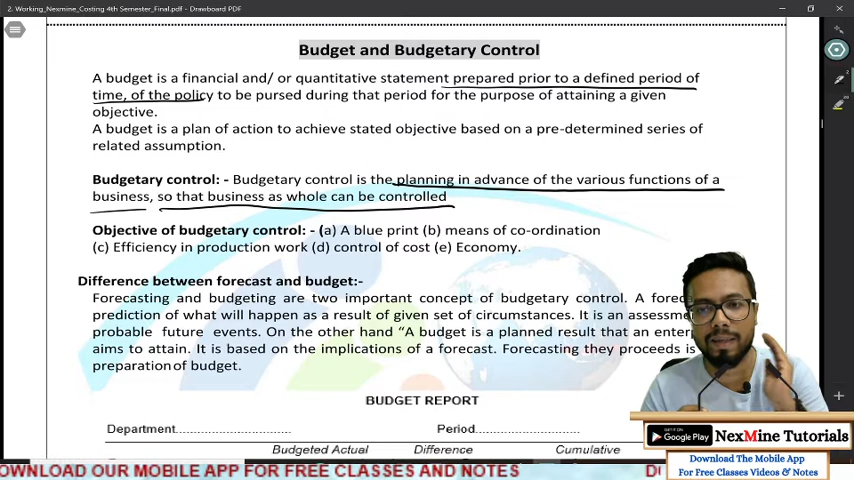 2. Working_Nexmine_Costing 4th Semester_Final.pdf - Drawboard PDF
Budget and Budgetary Control
A budget is a financial and/ or quantitative statement prepared prior to a defined period of
time, of the policy to be pursed during that period for the purpose of attaining a given
objective.
A budget is a plan of action to achieve stated objective based on a pre-determined series of
related assumption.
Budgetary control: - Budgetary control is the planning in advance of the various functions of a
business, so that business as whole can be controlled
Objective of budgetary control: - (a) A blue print (b) means of co-ordination
(c) Efficiency in production work (d) control of cost (e) Economy.
Difference between forecast and budget:-
Forecasting and budgeting are two important concept of budgetary control. A forec
prediction of what will happen as a result of given set of circumstances. It is an assessme
probable future events. On the other hand “A budget is a planned result that an enter
aims to attain. It is based on the implications of a forecast. Forecasting they proceeds is
preparation of budget.
BUDGET REPORT
Department............................... Period............................
Budgeted Actual Difference Cumulative
GET IT ON
Google Play
NexMine Tutorials
Download The Mobile App
For Free Classes Videos & Notes
OWNLOAD OUR MOBILE APP FOR FREE CLASSES AND NOTES